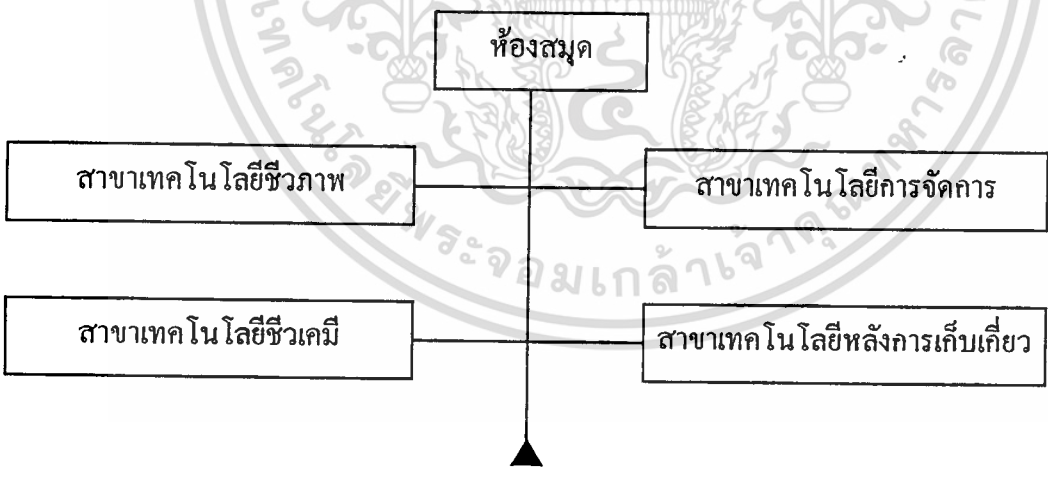 ห้องสมุด
สาขาเทคโนโลยีชีวภาพ
สาขาเทคโนโลยีการจัดการ
สาขาเทคโนโลยีชีวเคมี
สาขาเทคโนโลยีหลังการเก็บเกี่ยว